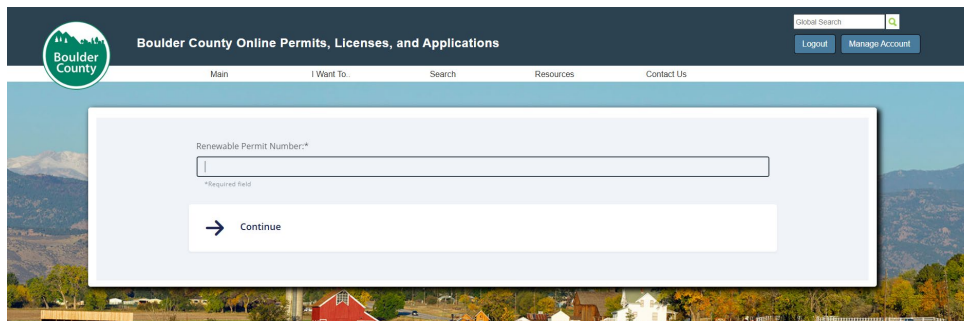 Global Search
Boulder County
Boulder County Online Permits, Licenses, and Applications
Logout Manage Account
Main I Want To.. Search Resources Contact Us
Renewable Permit Number:*
*Required field
Continue